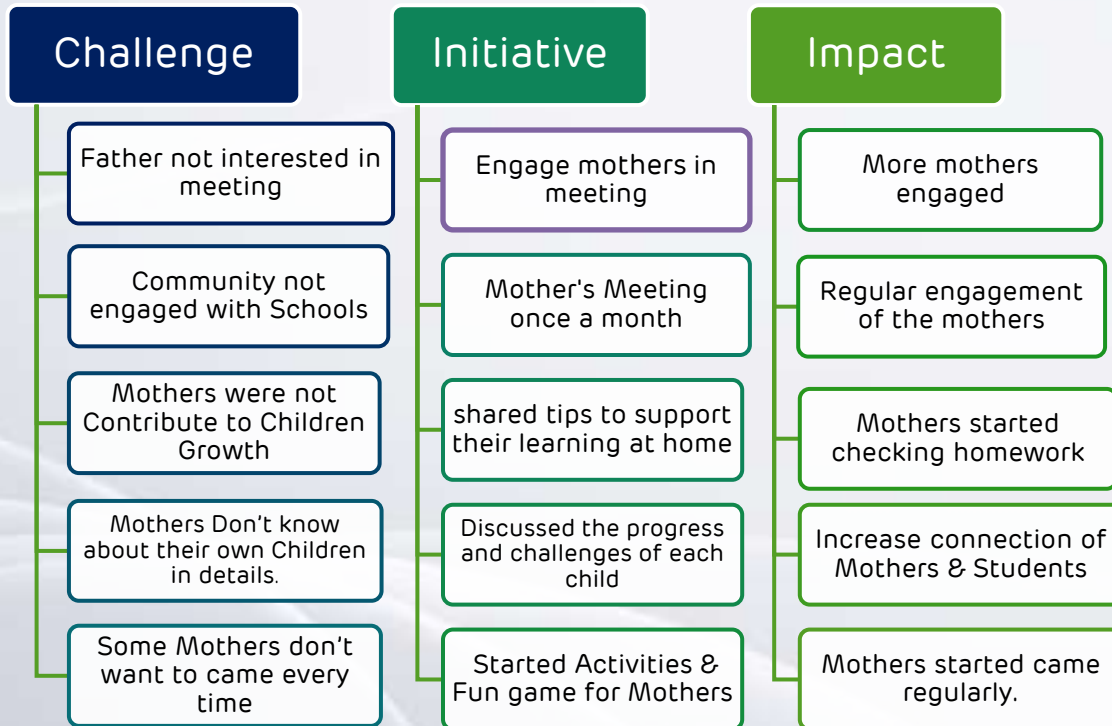 Challenge
Father not interested in
meeting
Community not
engaged with Schools
Mothers were not
Contribute to Children
Growth
Mothers Don't know
about their own Children
in details.
Some Mothers don't
want to came every
time
Initiative
Engage mothers in
meeting
Mother's Meeting
once a month
shared tips to support
their learning at home
Discussed the progress
and challenges of each
child
Started Activities &
Fun game for Mothers
Impact
More mothers
engaged
Regular engagement
of the mothers
Mothers started
checking homework
Increase connection of
Mothers & Students
Mothers started came
regularly.